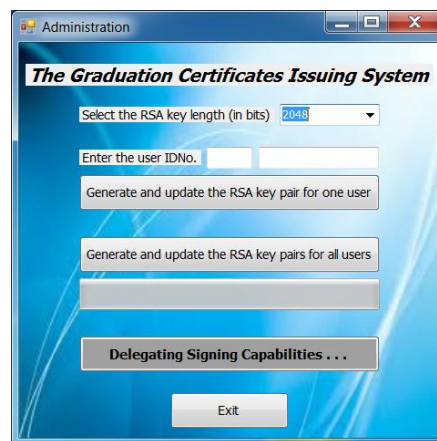 Administration
The Graduation Certificates Issuing System
Select the RSA key length (in bits) 2048
Enter the user IDNo.
Generate and update the RSA key pair for one user
Generate and update the RSA key pairs for all users
Delegating Signing Capabilities . . .
Exit